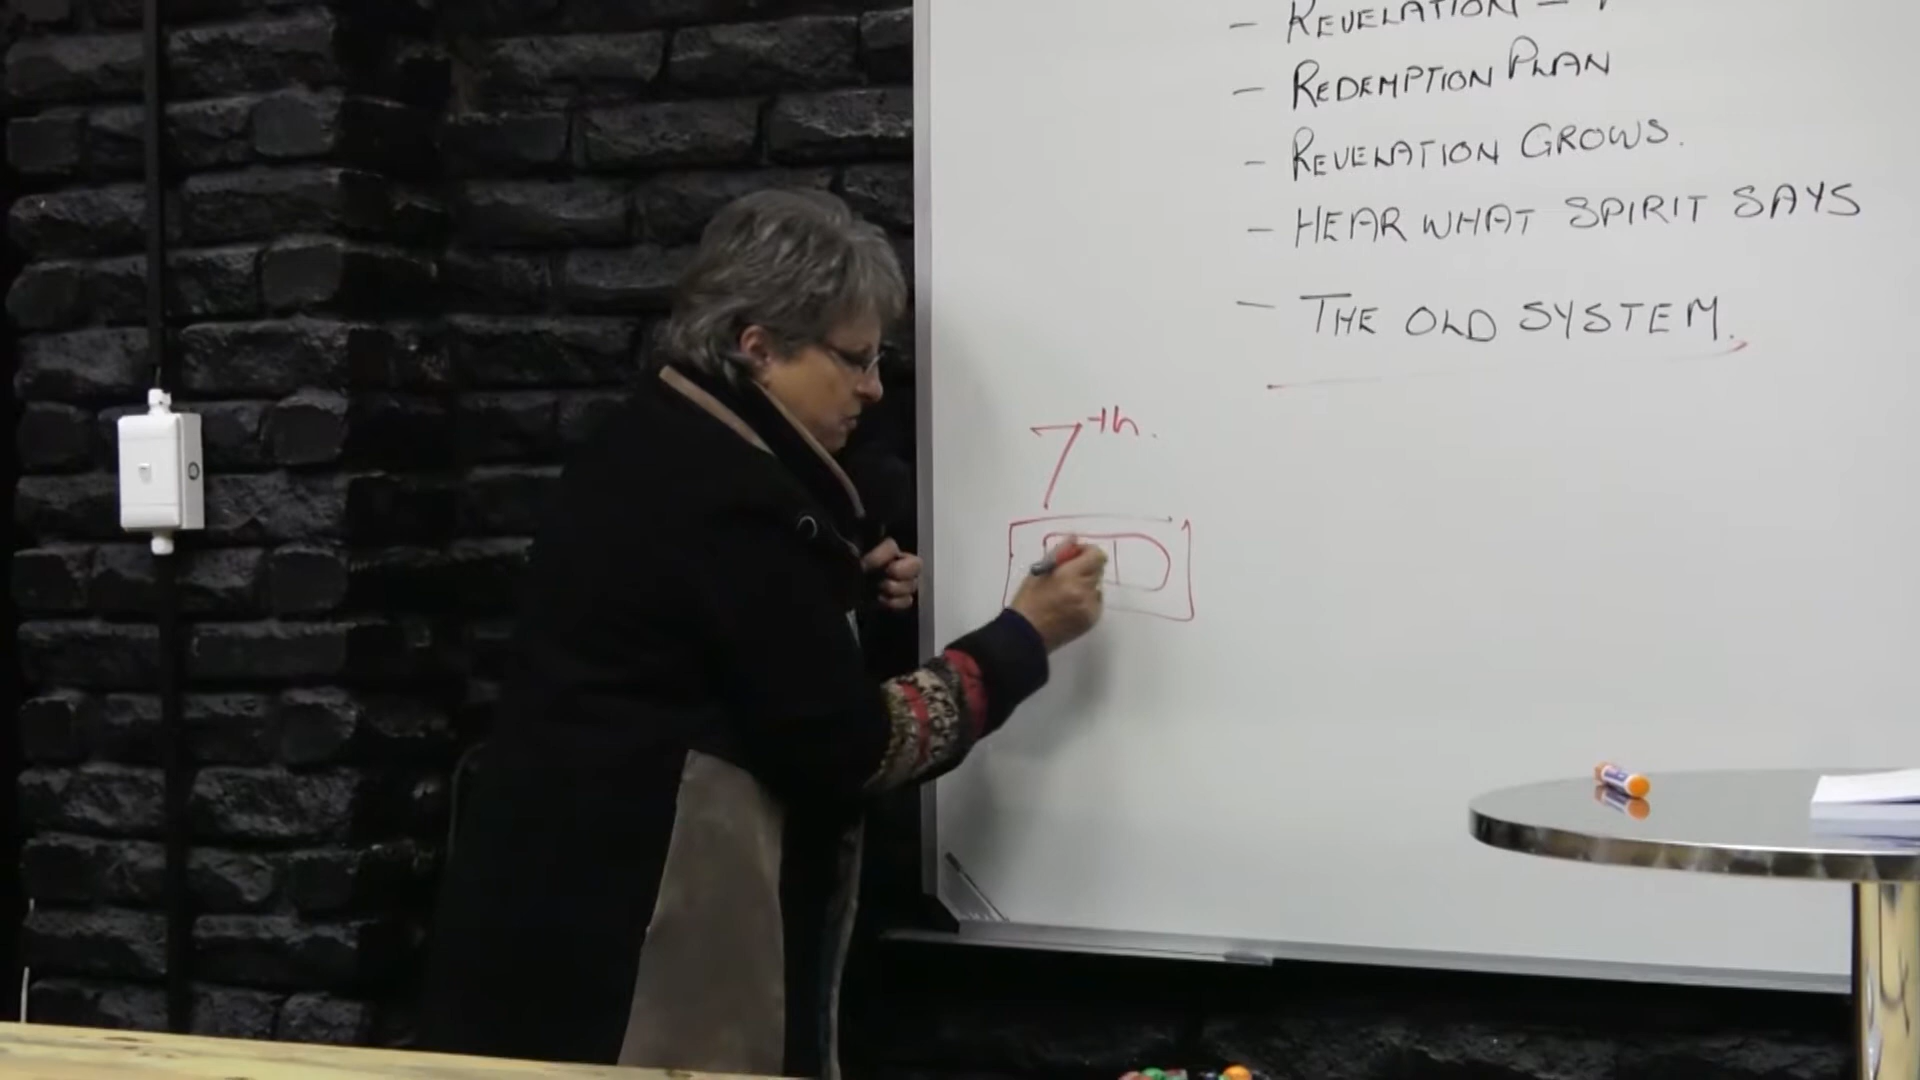 - REVELATION -
- REDEMPTION PLAN
- REVELATION GROWS.
- HEAR WHAT SPIRIT SAYS
- THE OLD SYSTEM.
7th.